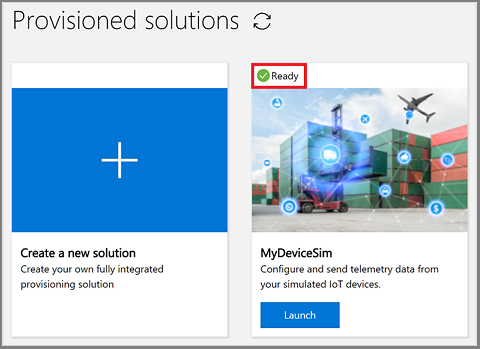 Provisioned solutions
Ready
Create a new solution
Create your own fully integrated
provisioning solution
MyDeviceSim
Configure and send telemetry data from
your simulated IoT devices.
Launch